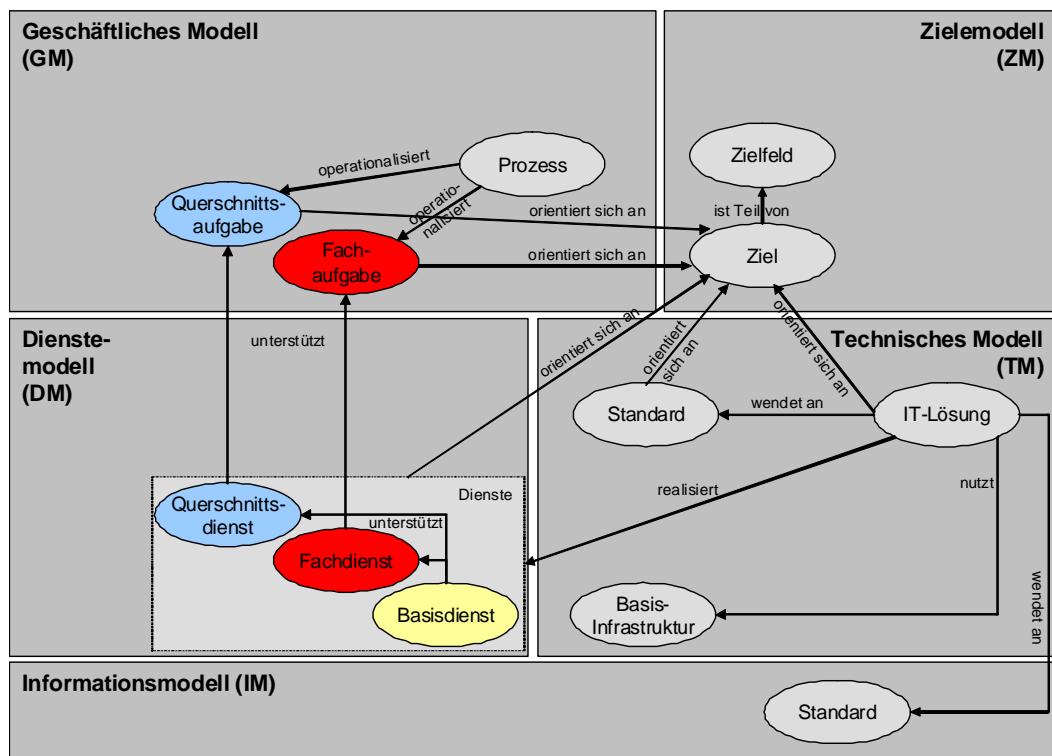 Geschäftliches Modell
(GM)
Zielemodell
(ZM)
operationalisiert
Prozess
Zielfeld
Querschnitts-
aufgabe
operatio-
nalisiert
orientiert sich an
ist Teil von
Fach-
aufgabe
orientiert sich an
Ziel
Dienste-
modell
(DM)
unterstützt
orientiert sich an
orientiert
sich an
orientiert sich an
Technisches Modell
(TM)
Standard
wendet an
IT-Lösung
Dienste
realisiert
nutzt
Querschnitts-
dienst
unterstützt
Fachdienst
Basisdienst
Basis-
Infrastruktur
wendet an
Informationsmodell (IM)
Standard